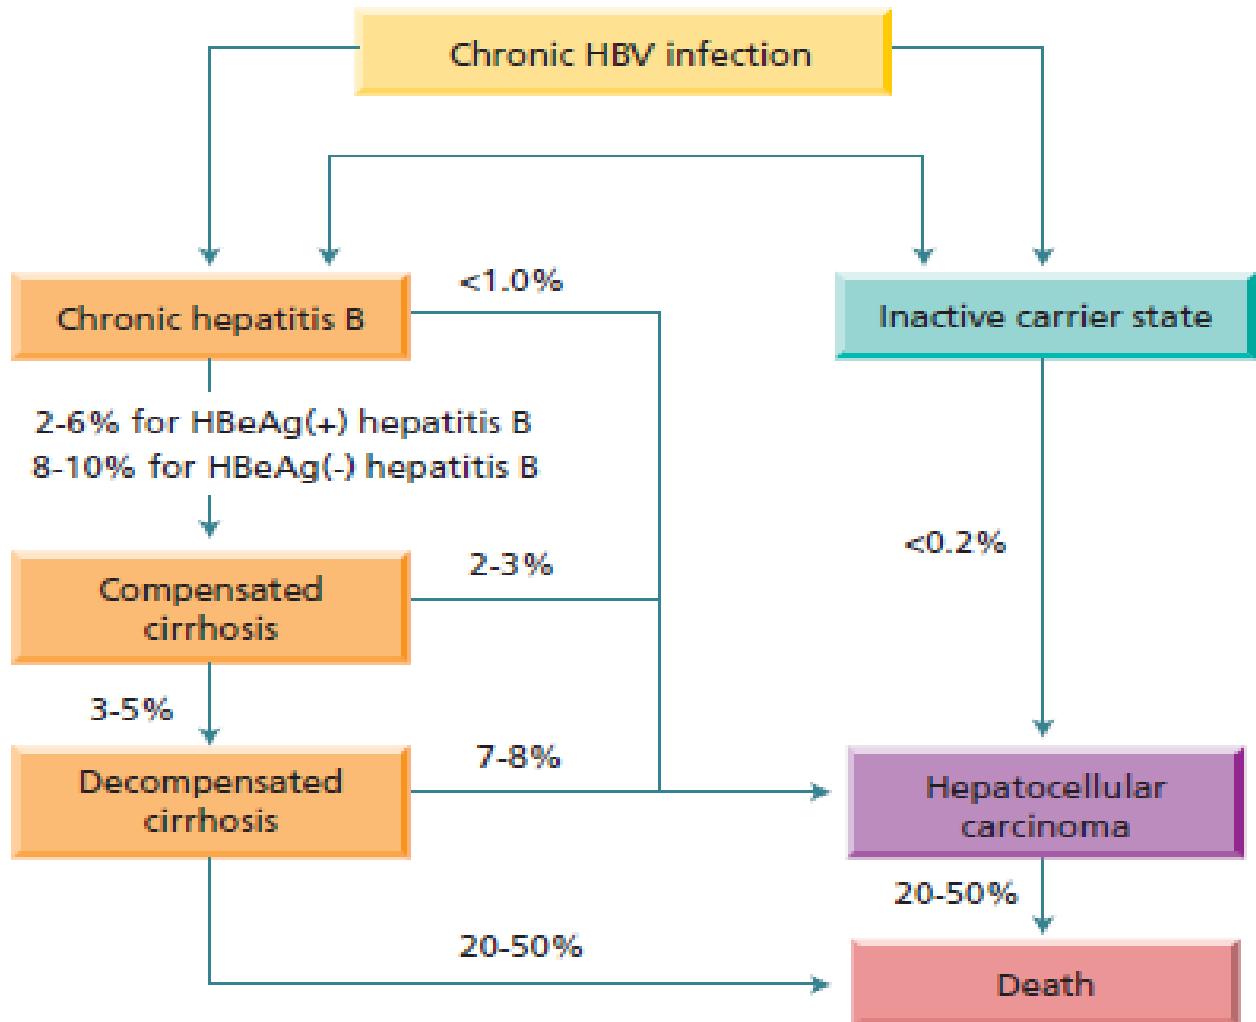 Chronic HBV infection
<1.0%
Chronic hepatitis B
Inactive carrier state
2-6% for HBeAg(+) hepatitis B
8-10% for HBeAg(-) hepatitis B
<0.2%
2-3%
Compensated
cirrhosis
3-5%
7-8%
Decompensated
cirrhosis
Hepatocellular
carcinoma
20-50%
20-50%
Death